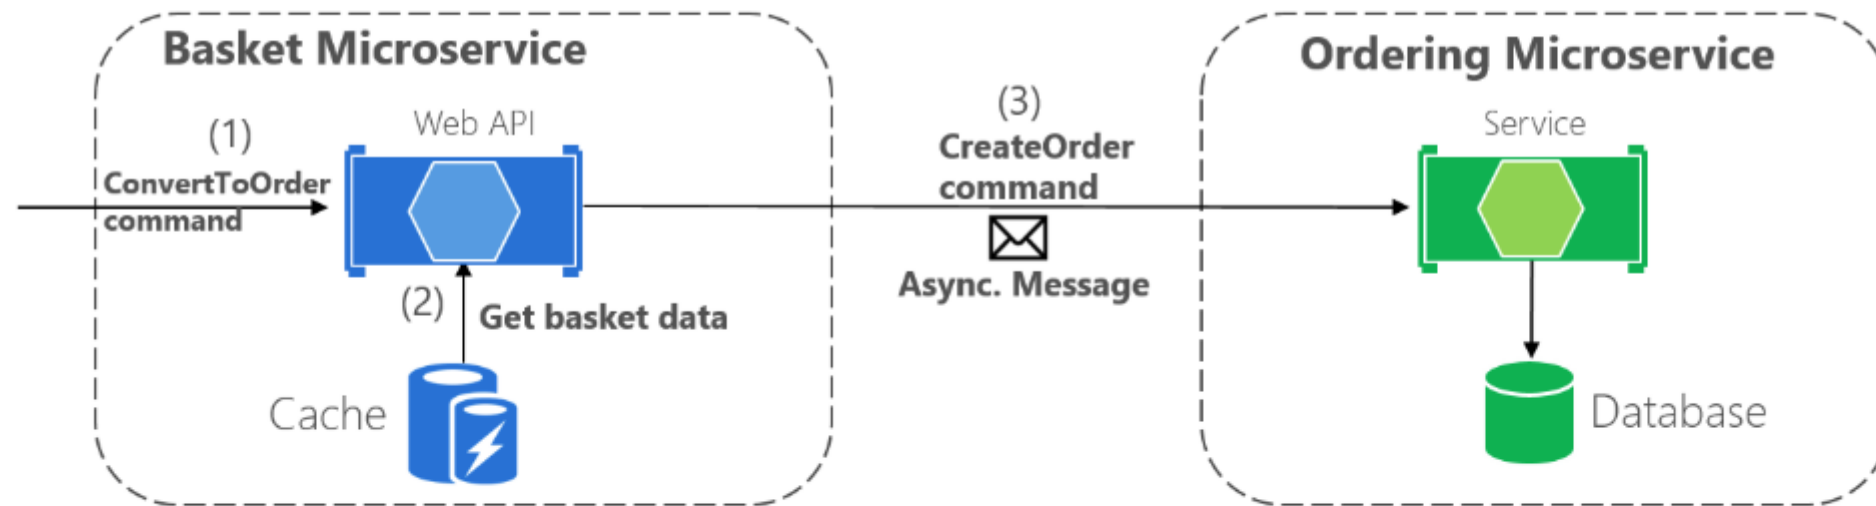 Basket Microservice
Ordering Microservice
(1)
ConvertToOrder
command
Web API
(2)
Get basket data
Cache
(3)
CreateOrder
command
Async. Message
Service
Database